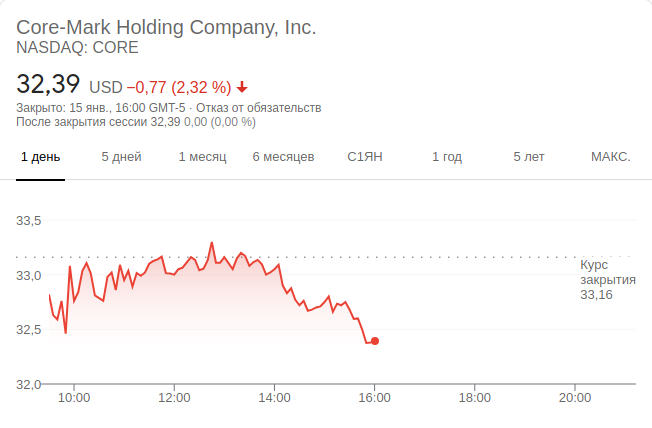 Core-Mark Holding Company, Inc.
NASDAQ: CORE
32,39 USD −0,77 (2,32 %)
Закрыто: 15 янв., 16:00 GMT-5 · Отказ от обязательств
После закрытия сессии 32,39 0,00 (0,00 %)
1 день 5 дней 1 месяц 6 месяцев С1ЯН 1 год 5 лет МАКС.
33,5
33,0
32,5
32,0
Курс
закрытия
33,16
10:00 12:00 14:00 16:00 18:00 20:00